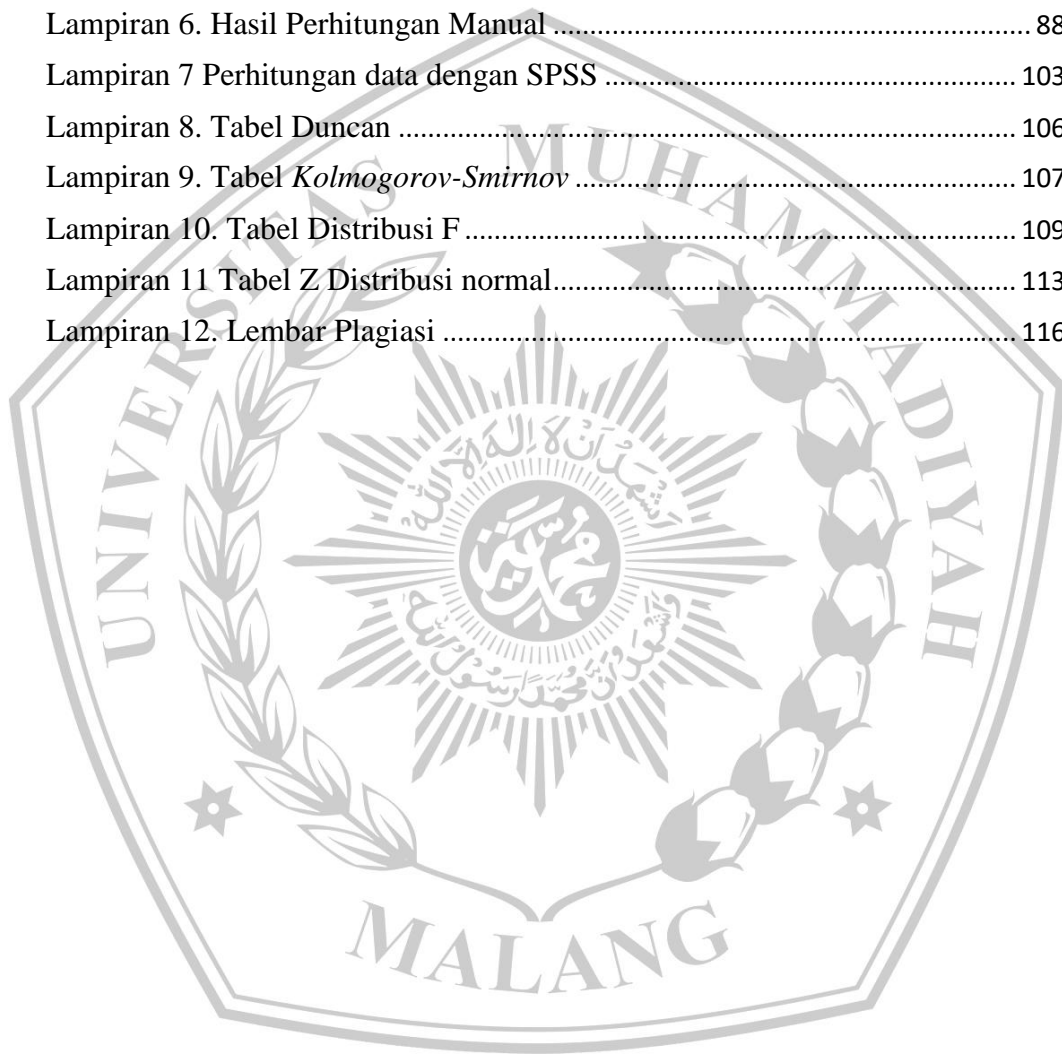 Lampiran 6. Hasil Perhitungan Manual ........................................................................................ 88
Lampiran 7 Perhitungan data dengan SPSS ........................................................................ 103
Lampiran 8. Tabel Duncan ........................................................................................................ 106
Lampiran 9. Tabel Kolmogorov-Smirnov ............................................................................. 107
Lampiran 10. Tabel Distribusi F ............................................................................................... 109
Lampiran 11 Tabel Z Distribusi normal................................................................................. 113
Lampiran 12. Lembar Plagiasi .................................................................................................. 116
UNIVERSITAS MUHAMMADIYAH
MALANG